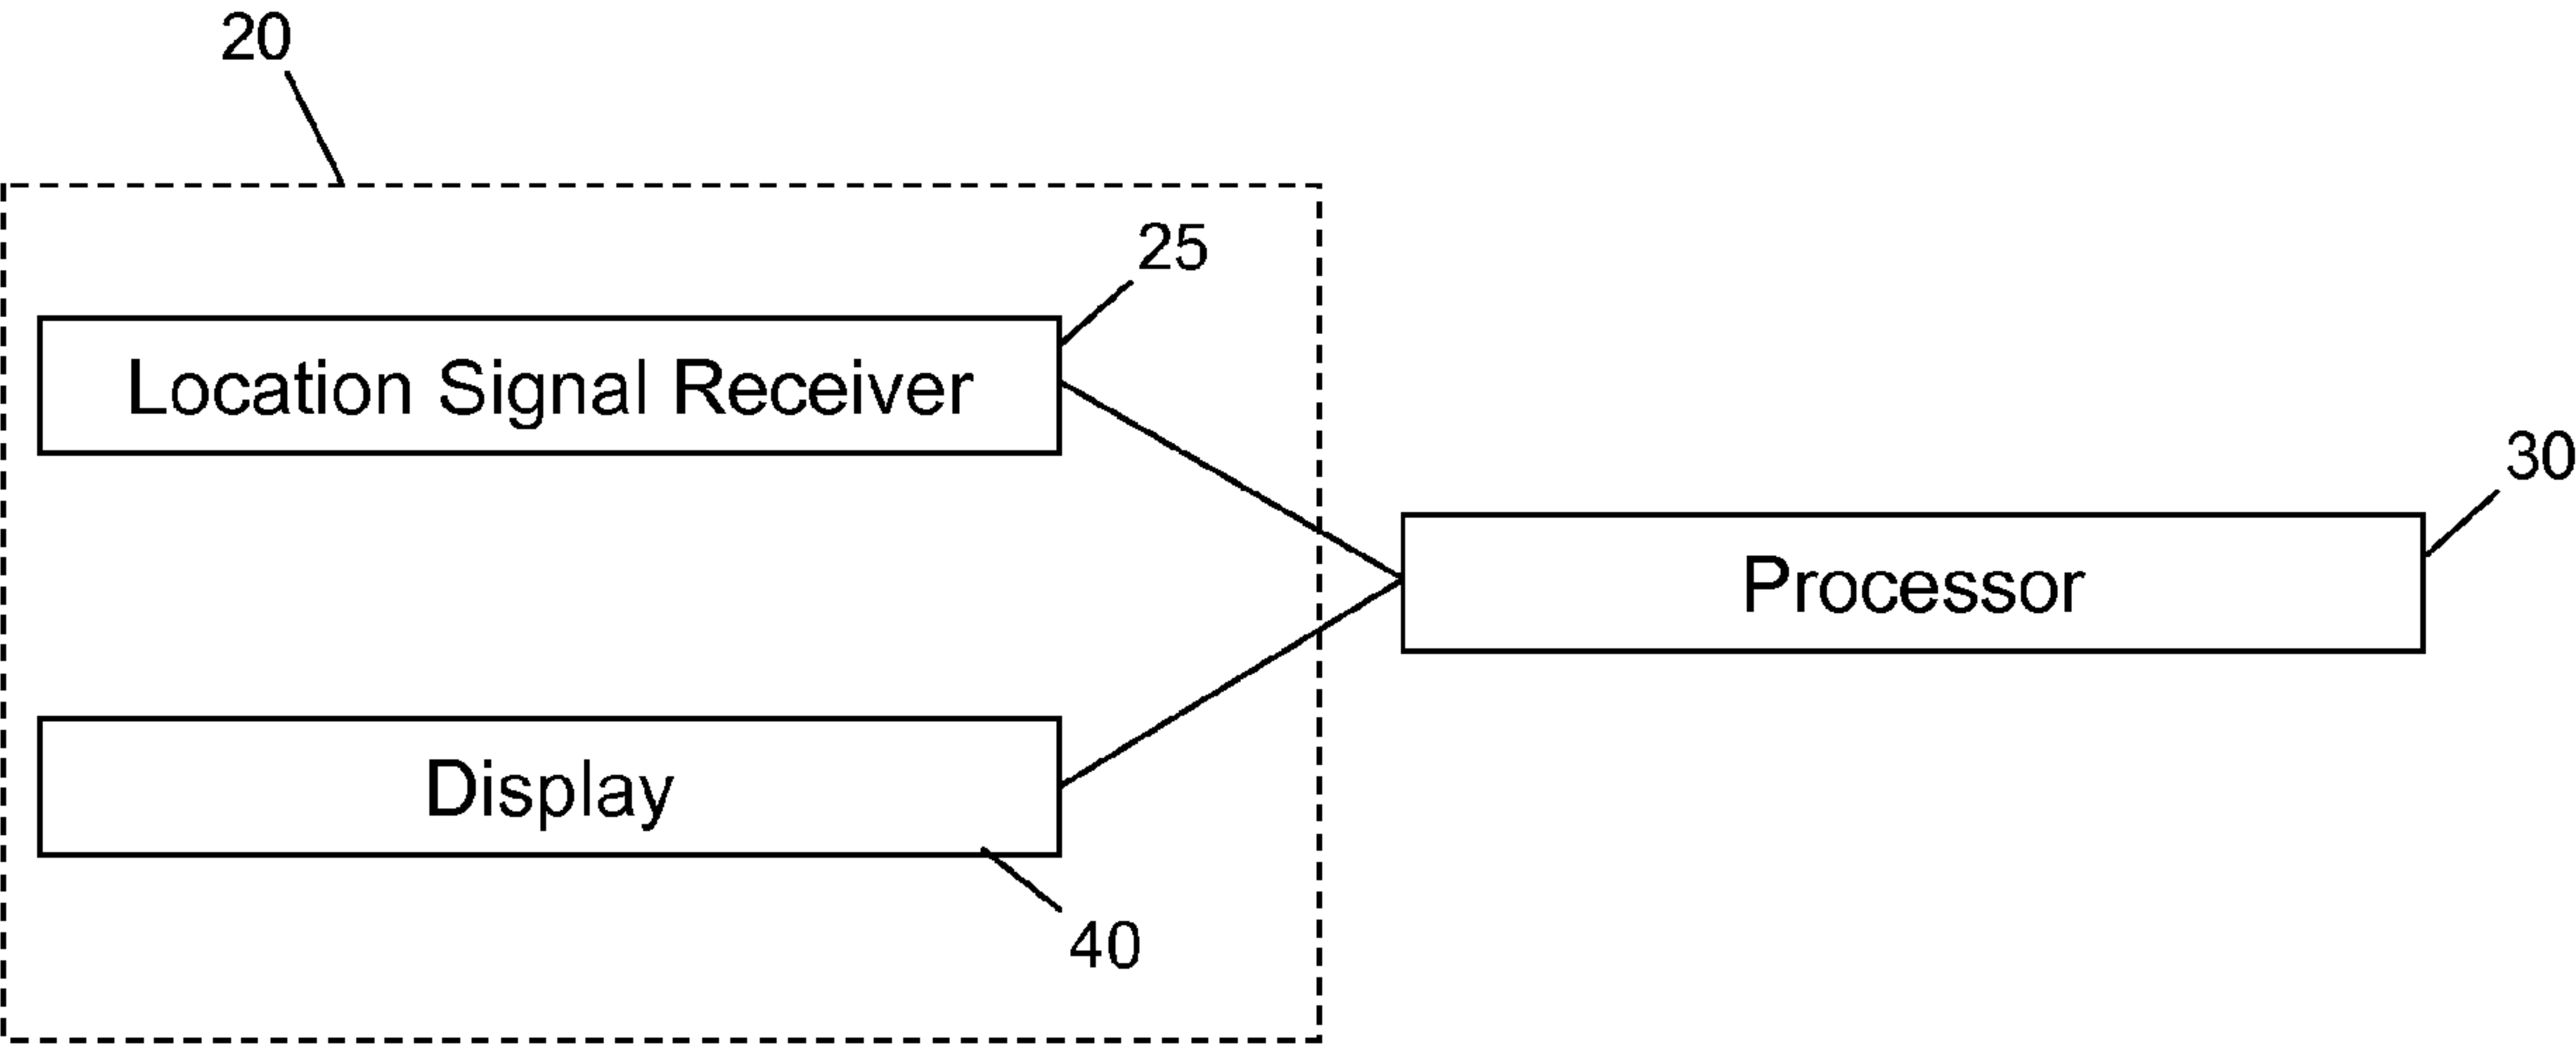 20
25
Location Signal Receiver
30
Processor
Display
40